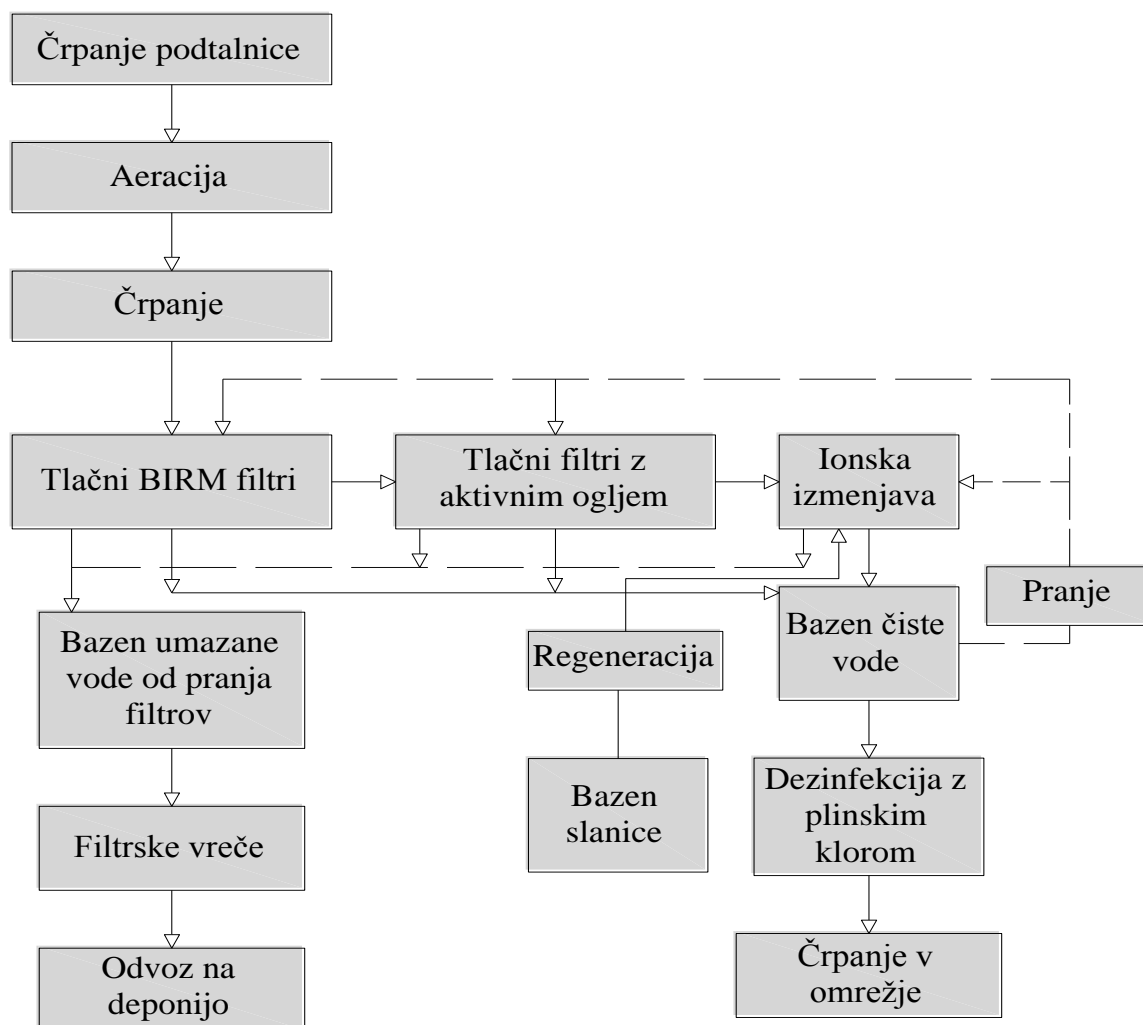 Črpanje podtalnice
Aeracija
Črpanje
Tlačni BIRM filtri
Tlačni filtri z
aktivnim ogljem
Ionska
izmenjava
Pranje
Bazen umazane
vode od pranja
filtrov
Regeneracija
Bazen čiste
vode
Filtrske vreče
Bazen
slanice
Dezinfekcija z
plinskim
klorom
Odvoz na
deponijo
Črpanje v
omrežje